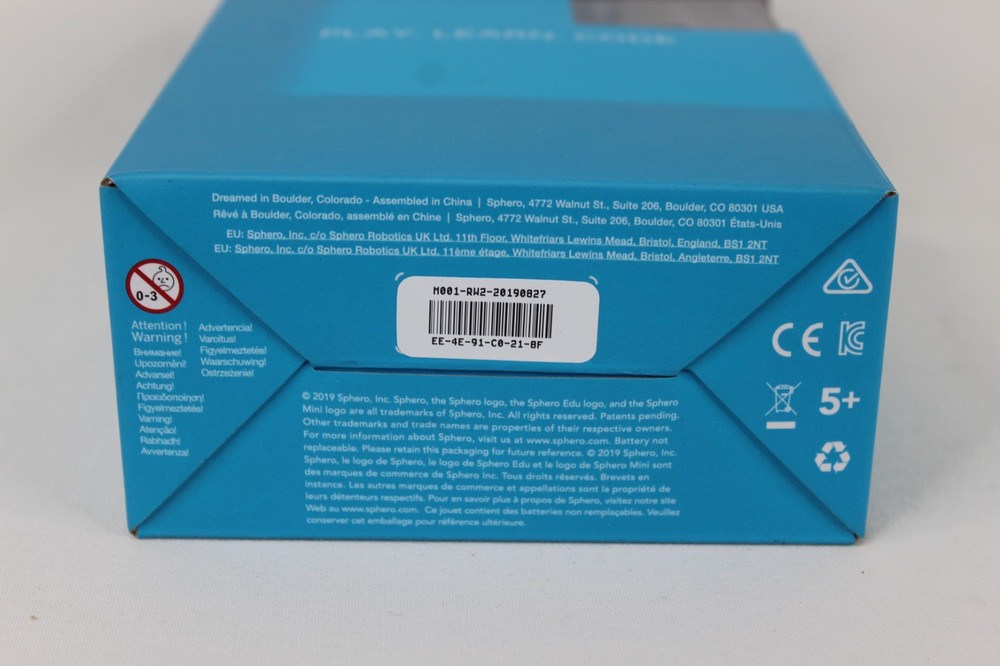 PLAY. LEARN. CODE.
Dreamed in Boulder, Colorado - Assembled in China | Sphero, 4772 Walnut St., Suite 206, Boulder, CO 80301 USA
Rêvé à Boulder, Colorado, assemblé en Chine | Sphero, 4772 Walnut St., Suite 206, Boulder, CO 80301 États-Unis
EU: Sphero, Inc. c/o Sphero Robotics UK Ltd. 11th Floor, Whitefriars Lewins Mead, Bristol, England, BS1 2NT
EU: Sphero, Inc. c/o Sphero Robotics UK Ltd. 11ème étage, Whitefriars Lewins Mead, Bristol, Angleterre, BS1 2NT
0-3
Attention!
Warning!
Внимание!
Upozornění!
Advarsel!
Achtung!
Προειδοποίηση!
Figyelmeztetés!
Varning!
Atenção!
Rabhadh!
Avvertenza!
Advertencia!
Varoitus!
Figyelmeztetés!
Waarschuwing!
Ostrzeżenie!
M001-RW2-20190827
EE-4E-91-C0-21-8F
CE
5+
© 2019 Sphero, Inc. Sphero, the Sphero logo, the Sphero Edu logo, and the Sphero
Mini logo are all trademarks of Sphero, Inc. All rights reserved. Patents pending.
Other trademarks and trade names are properties of their respective owners.
For more information about Sphero, visit us at www.sphero.com. Battery not
replaceable. Please retain this packaging for future reference. © 2019 Sphero, Inc.
Sphero, le logo de Sphero, le logo de Sphero Edu et le logo de Sphero Mini sont
des marques de commerce de Sphero Inc. Tous droits réservés. Brevets en
instance. Les autres marques de commerce et appellations sont la propriété de
leurs détenteurs respectifs. Pour en savoir plus à propos de Sphero, visitez notre site
Web au www.sphero.com. Ce jouet contient des batteries non remplaçables. Veuillez
conserver cet emballage pour référence ultérieure.